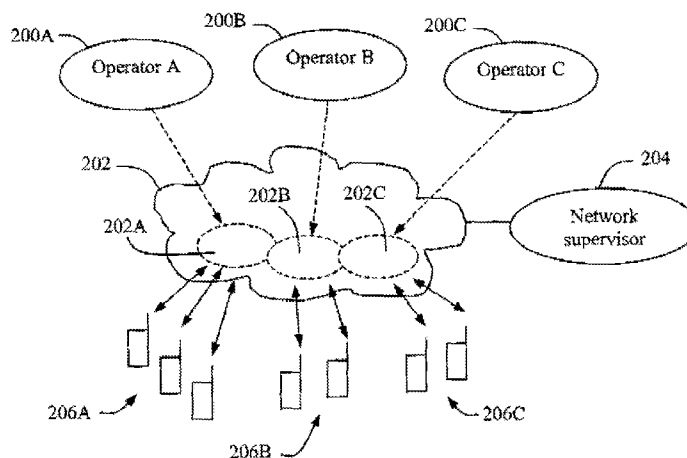 200A
200B
200C
Operator A
Operator B
Operator C
202
204
202B
202C
202A
Network
supervisor
206A
206C
206B